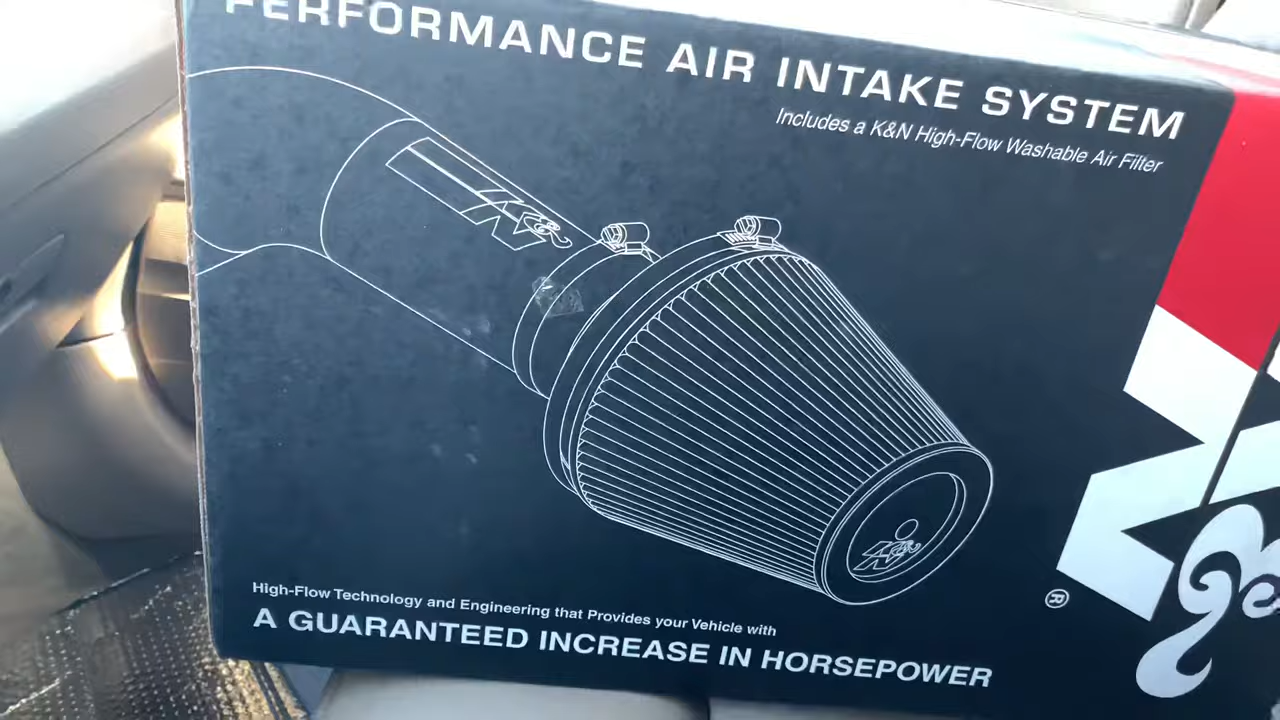 PERFORMANCE AIR INTAKE SYSTEM
Includes a K&N High-Flow Washable Air Filter
K&N
K&N
®
High-Flow Technology and Engineering that Provides your Vehicle with
A GUARANTEED INCREASE IN HORSEPOWER